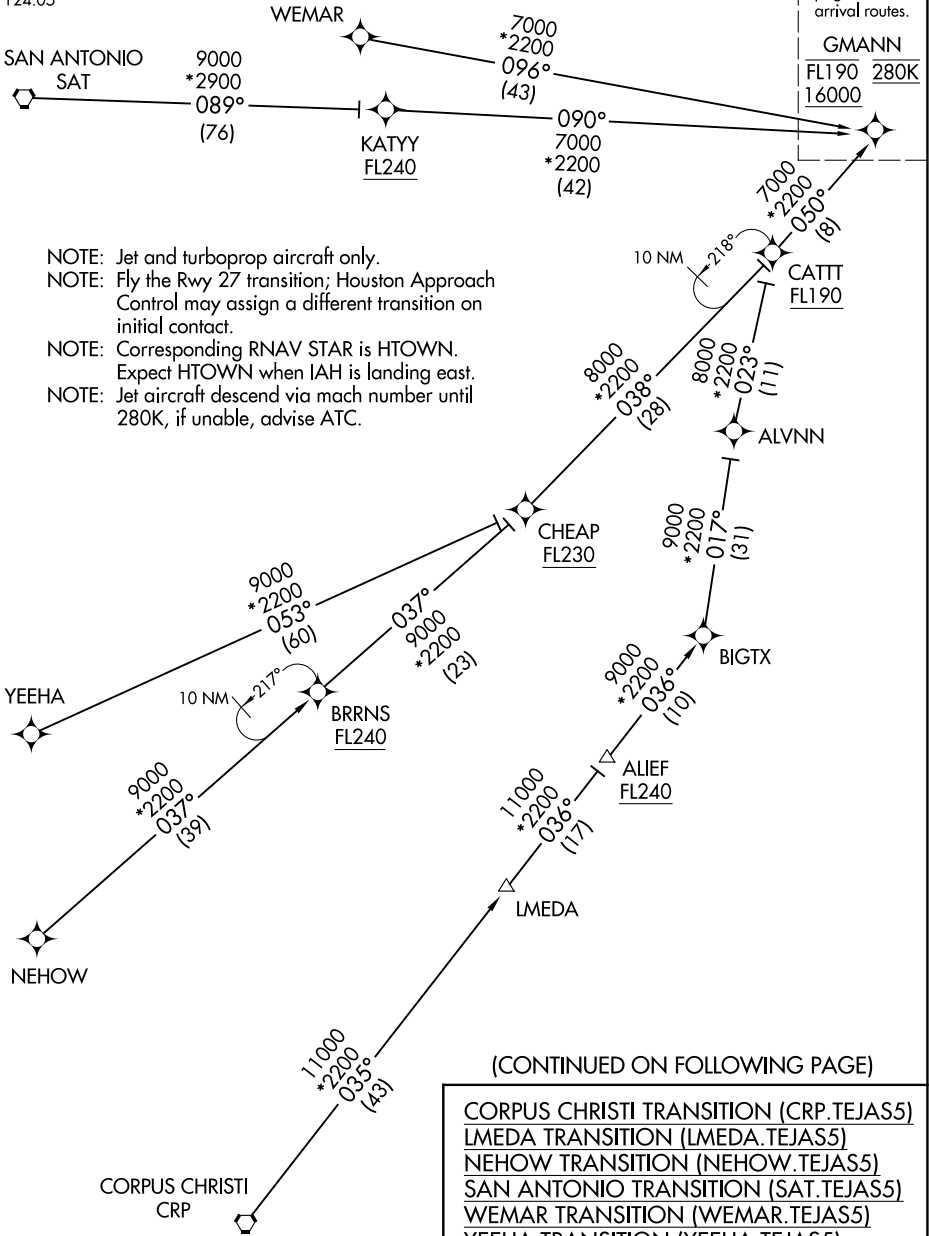 124.05
arrival routes.
GMANN
FL190 280K
16000
WEMAR
7000
*2200
096°
(43)
SAN ANTONIO
SAT
9000
*2900
089°
(76)
KATYY
FL240
090°
7000
*2200
(42)
7000
*2200
050°
(8)
NOTE: Jet and turboprop aircraft only.
NOTE: Fly the Rwy 27 transition; Houston Approach
Control may assign a different transition on
initial contact.
NOTE: Corresponding RNAV STAR is HTOWN.
Expect HTOWN when IAH is landing east.
NOTE: Jet aircraft descend via mach number until
280K, if unable, advise ATC.
10 NM
218°
CATTT
FL190
8000
*2200
038°
(28)
8000
*2200
023°
(11)
ALVNN
CHEAP
FL230
9000
*2200
017°
(31)
9000
*2200
053°
(60)
037°
9000
*2200
(23)
BIGTX
YEEHA
10 NM
217°
BRRNS
FL240
9000
*2200
036°
(10)
ALIEF
FL240
9000
*2200
037°
(39)
11000
*2200
036°
(17)
LMEDA
NEHOW
11000
*2200
035°
(43)
CORPUS CHRISTI
CRP
(CONTINUED ON FOLLOWING PAGE)
CORPUS CHRISTI TRANSITION (CRP.TEJAS5)
LMEDA TRANSITION (LMEDA.TEJAS5)
NEHOW TRANSITION (NEHOW.TEJAS5)
SAN ANTONIO TRANSITION (SAT.TEJAS5)
WEMAR TRANSITION (WEMAR.TEJAS5)
YEEHA TRANSITION (YEEHA.TEJAS5)